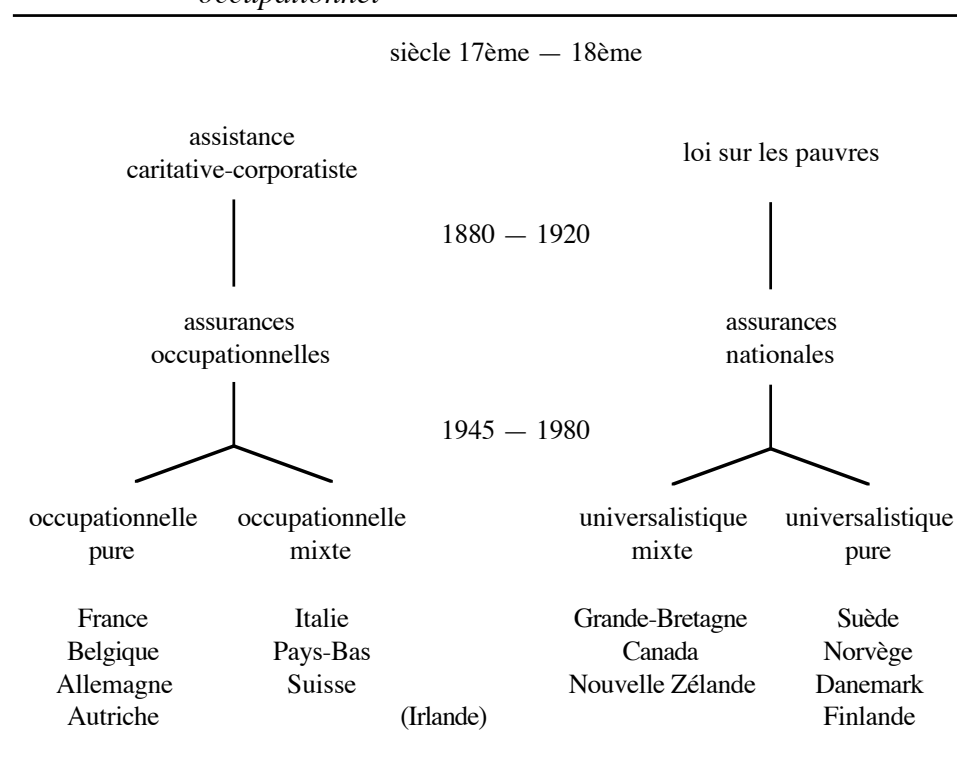 occupationnel
siècle 17ème — 18ème
assistance
caritative-corporatiste
loi sur les pauvres
1880 — 1920
assurances
occupationnelles
assurances
nationales
1945 — 1980
occupationnelle
pure
occupationnelle
mixte
universalistique
mixte
universalistique
pure
France
Belgique
Allemagne
Autriche
Italie
Pays-Bas
Suisse
(Irlande)
Grande-Bretagne
Canada
Nouvelle Zélande
Suède
Norvège
Danemark
Finlande